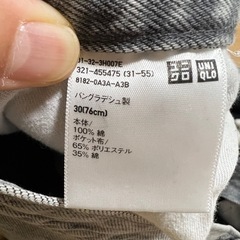 01-32-3H007E
321-455475 (31-55)
8182-0A3A-A3B
ユニクロ
UNI
QLO
バングラデシュ製
30(76cm)
本体/
100% 綿
ポケット布/
65% ポリエステル
35% 綿